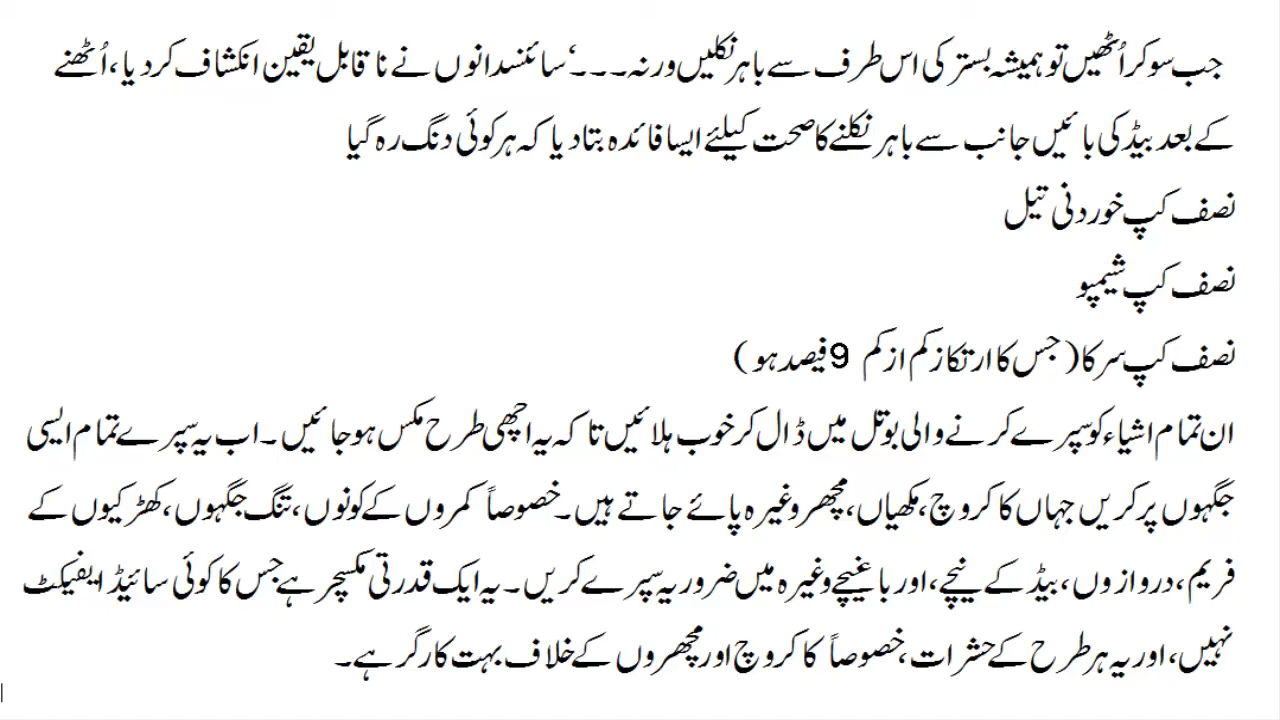 جب سو کر اُٹھیں تو ہمیشہ بستر کی اس طرف سے باہر نکلیں ورنہ۔۔۔‘ سائنسدانوں نے ناقابل یقین انکشاف کر دیا، اُٹھنے
کے بعد بیڈ کی بائیں جانب سے باہر نکلنے کا صحت کیلئے ایسا فائدہ بتا دیا کہ ہر کوئی دنگ رہ گیا
نصف کپ خوردنی تیل
نصف کپ شیمپو
نصف کپ سرکا(جس کا ارتکاز کم از کم 9 فیصد ہو)
ان تمام اشیاء کو سپرے کرنے والی بوتل میں ڈال کر خوب ہلائیں تاکہ یہ اچھی طرح مکس ہو جائیں۔اب یہ سپرے تمام ایسی
جگہوں پر کریں جہاں کاکروچ، مکھیاں، مچھر وغیرہ پائے جاتے ہیں۔خصوصاً کمروں کے کونوں، تنگ جگہوں، کھڑکیوں کے
فریم، دروازوں، بیڈ کے نیچے، اور باغیچے وغیرہ میں ضرور یہ سپرے کریں۔یہ ایک قدرتی مکسچر ہے جس کا کوئی سائیڈ ایفیکٹ
نہیں، اور یہ ہر طرح کے حشرات، خصوصاً کاکروچ اور مچھروں کے خلاف بہت کارگر ہے۔